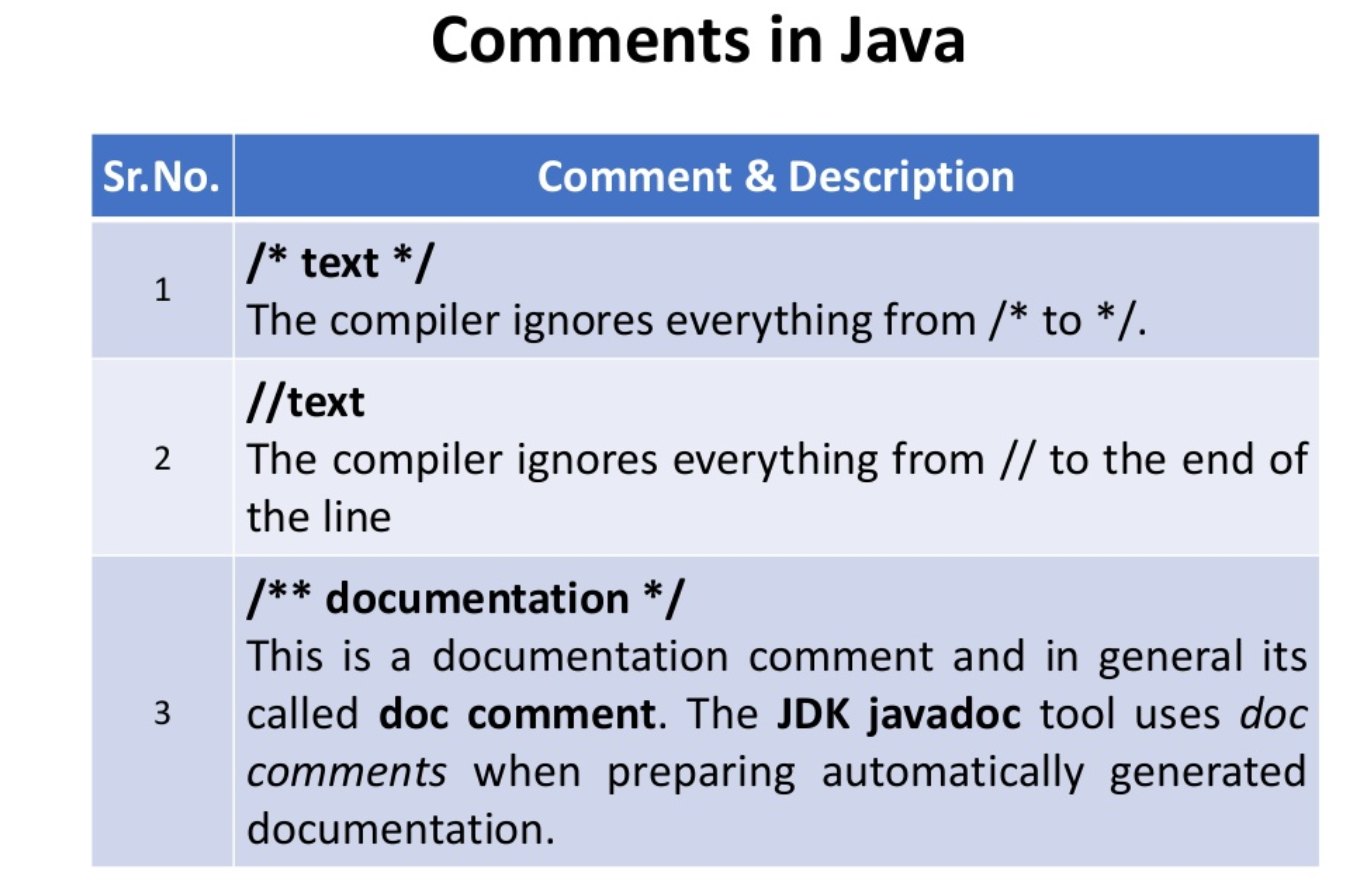 Comments in Java
Sr.No.
Comment & Description
1
/* text */
The compiler ignores everything from /* to */.
2
//text
The compiler ignores everything from // to the end of
the line
3
/** documentation */
This is a documentation comment and in general its
called doc comment. The JDK javadoc tool uses doc
comments when preparing automatically generated
documentation.